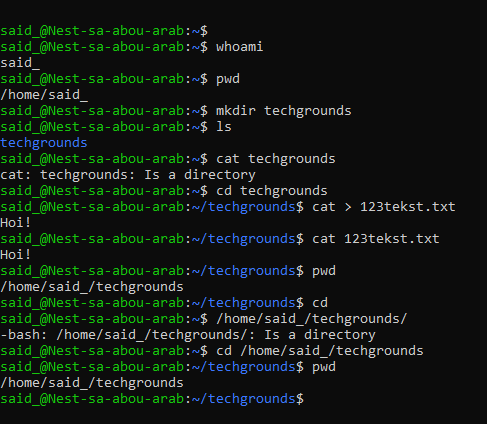 said_@Nest-sa-abou-arab:~$
said_@Nest-sa-abou-arab:~$ whoami
said_
said_@Nest-sa-abou-arab:~$ pwd
/home/said_
said_@Nest-sa-abou-arab:~$ mkdir techgrounds
said_@Nest-sa-abou-arab:~$ ls
techgrounds
said_@Nest-sa-abou-arab:~$ cat techgrounds
cat: techgrounds: Is a directory
said_@Nest-sa-abou-arab:~$ cd techgrounds
said_@Nest-sa-abou-arab:~/techgrounds$ cat > 123tekst.txt
Hoi!
said_@Nest-sa-abou-arab:~/techgrounds$ cat 123tekst.txt
Hoi!
said_@Nest-sa-abou-arab:~/techgrounds$ pwd
/home/said_/techgrounds
said_@Nest-sa-abou-arab:~/techgrounds$ cd
said_@Nest-sa-abou-arab:~$ /home/said_/techgrounds/
-bash: /home/said_/techgrounds/: Is a directory
said_@Nest-sa-abou-arab:~$ cd /home/said_/techgrounds
said_@Nest-sa-abou-arab:~/techgrounds$ pwd
/home/said_/techgrounds
said_@Nest-sa-abou-arab:~/techgrounds$